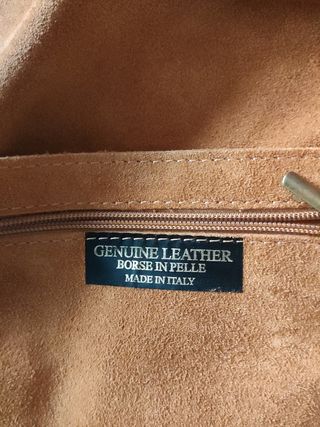 GENUINE LEATHER
BORSE IN PELLE
MADE IN ITALY